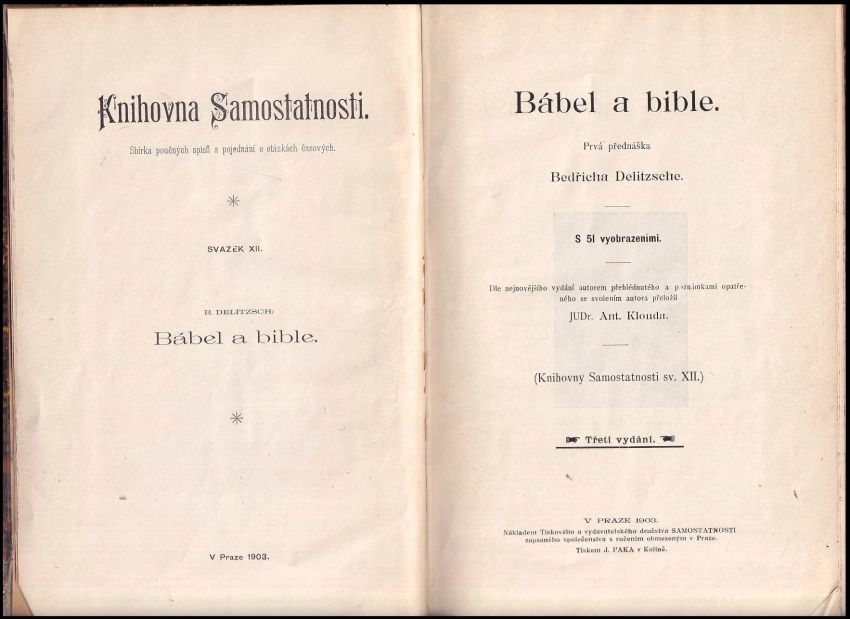 Knihovna Samostatnosti.
Sbírka poučných spisů a pojednání o otázkách časových.
SVAZEK XII.
B. DELITZSCH:
Bábel a bible.
V Praze 1903.
Bábel a bible.
Prvá přednáška
Bedřicha Delitzsche.
S 51 vyobrazeními.
Dle nejnovějšího vydání autorem přehlédnutého a poznámkami opatře-
ného se svolením autora přeložil
JUDr. Ant. Klouda.
(Knihovny Samostatnosti sv. XII.)
Třetí vydání.
V PRAZE 1903.
Nákladem Tiskového a vydavatelského družstva SAMOSTATNOSTI
zapsaného společenstva s ručením obmezeným v Praze.
Tiskem J. PAKA v Kolíně.